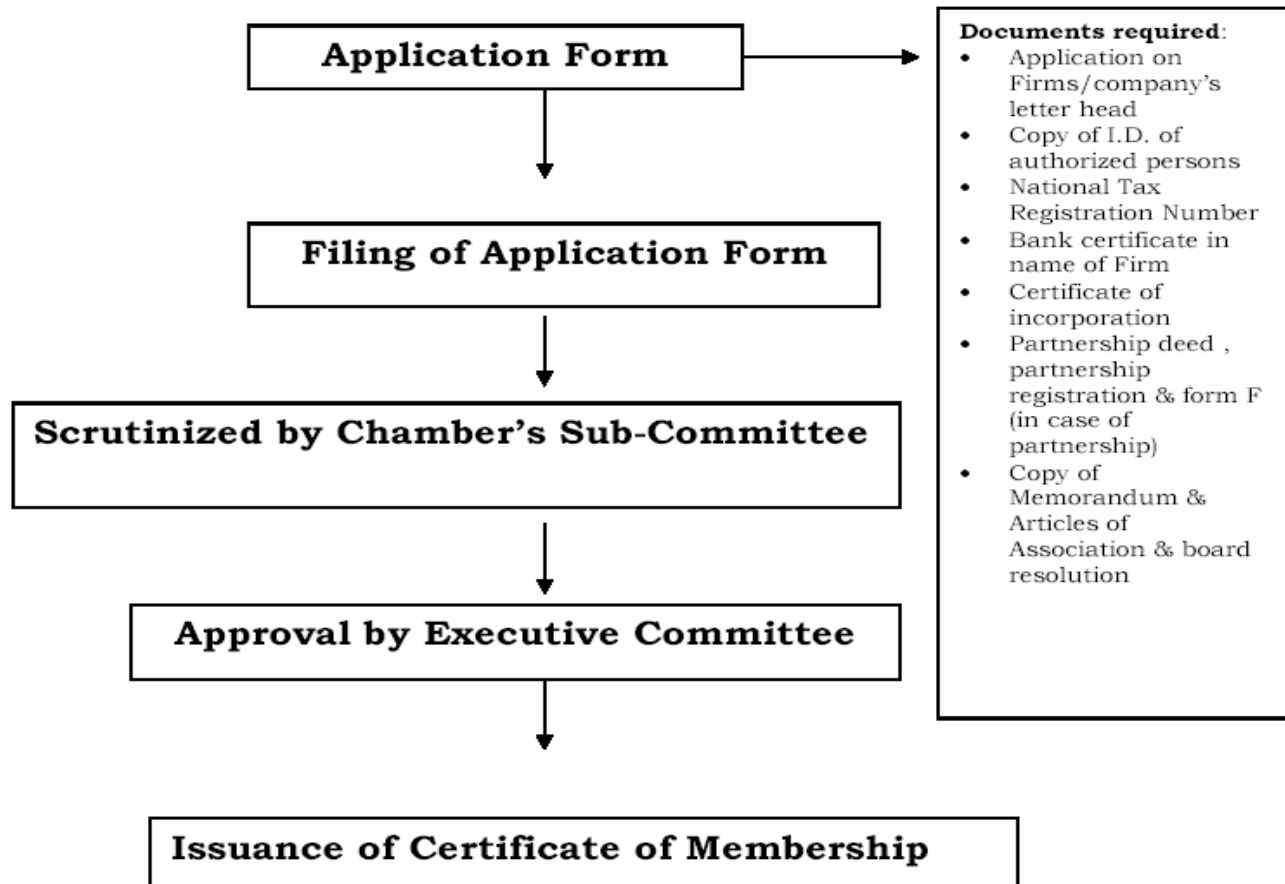 Application Form
Filing of Application Form
Scrutinized by Chamber's Sub-Committee
Approval by Executive Committee
Issuance of Certificate of Membership
Documents required:
• Application on
Firms/company's
letter head
• Copy of I.D. of
authorized persons
• National Tax
Registration Number
• Bank certificate in
name of Firm
• Certificate of
incorporation
• Partnership deed ,
partnership
registration & form F
(in case of
partnership)
• Copy of
Memorandum &
Articles of
Association & board
resolution